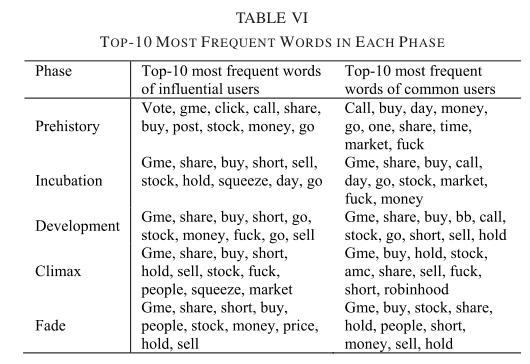 TABLE VI
TOP-10 MOST FREQUENT WORDS IN EACH PHASE
Phase
Top-10 most frequent words
of influential users
Top-10 most frequent
words of common users
Prehistory
Vote, gme, click, call, share,
buy, post, stock, money, go
Call, buy, day, money,
go, one, share, time,
market, fuck
Incubation
Gme, share, buy, short, sell,
stock, hold, squeeze, day, go
Gme, share, buy, call,
day, go, stock, market,
fuck, money
Development
Gme, share, buy, short, go,
stock, money, fuck, go, sell
Gme, share, buy, bb, call,
stock, go, short, sell, hold
Climax
Gme, share, buy, short,
hold, sell, stock, fuck,
people, squeeze, market
Gme, buy, hold, stock,
amc, share, sell, fuck,
short, robinhood
Fade
Gme, share, short, buy,
people, stock, money, price,
hold, sell
Gme, buy, stock, share,
hold, people, short,
money, sell, hold